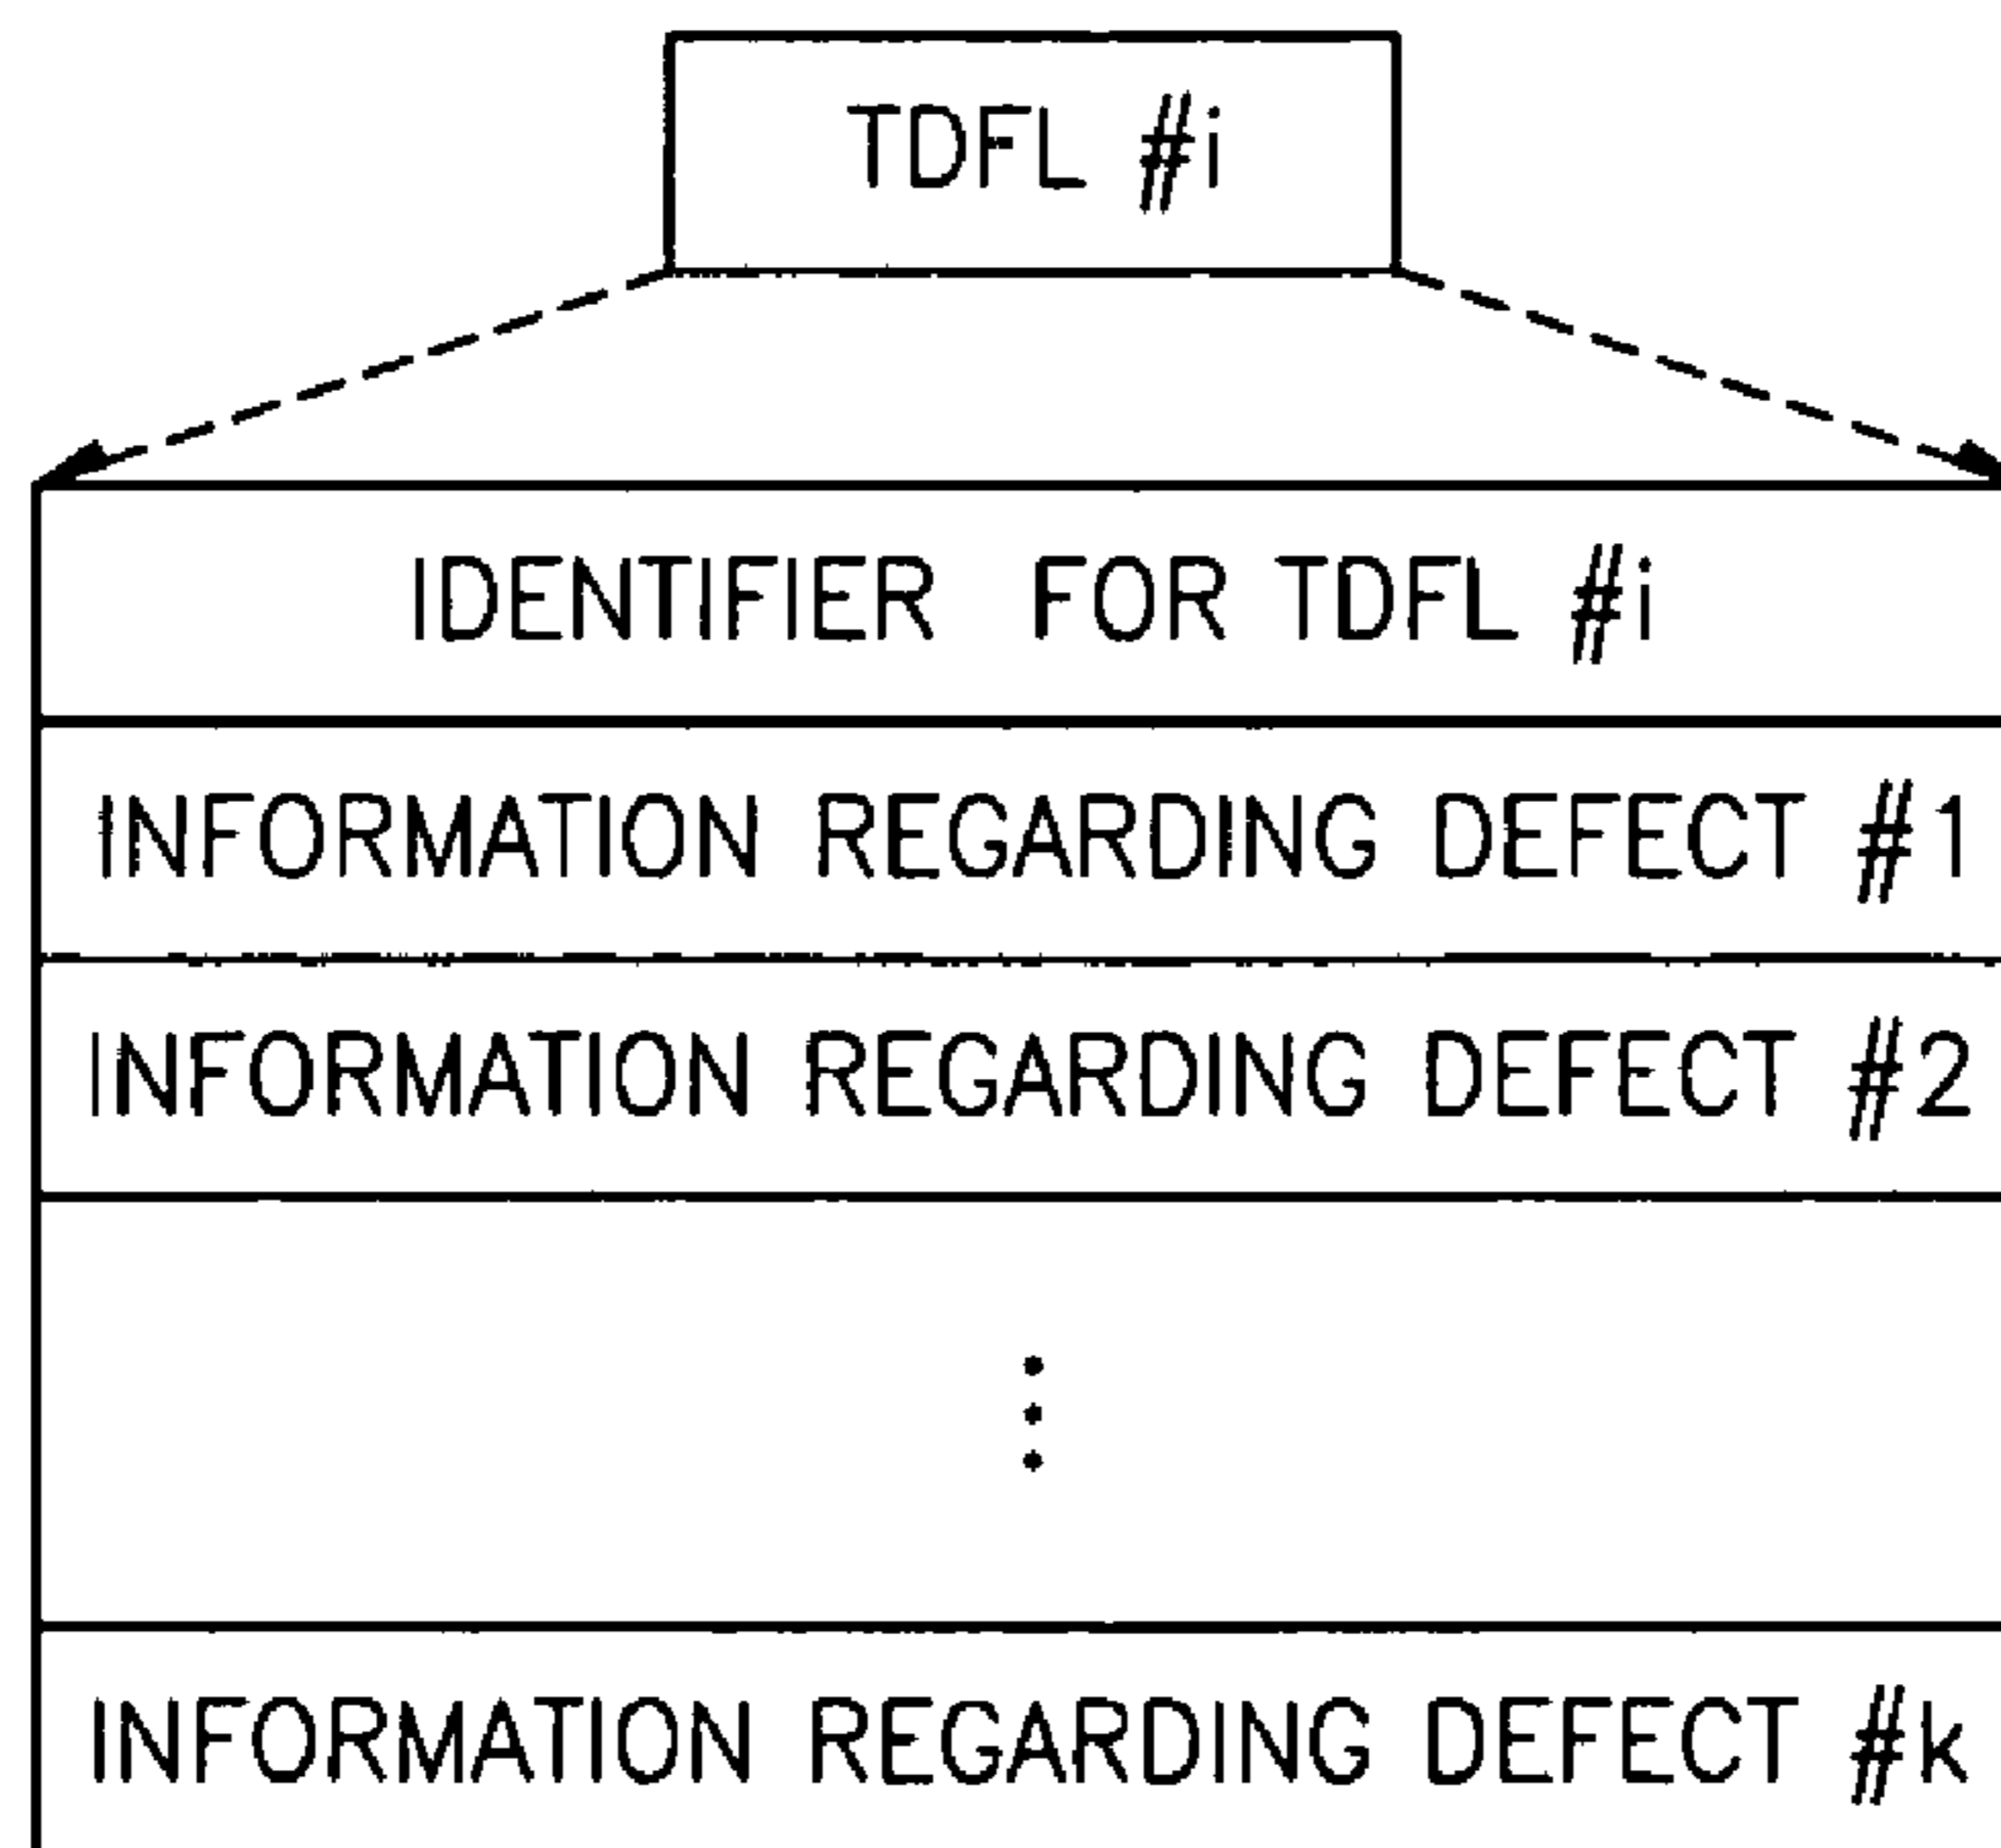 TDFL #i
IDENTIFIER FOR TDFL #i
INFORMATION REGARDING DEFECT #1
INFORMATION REGARDING DEFECT #2
INFORMATION REGARDING DEFECT #k